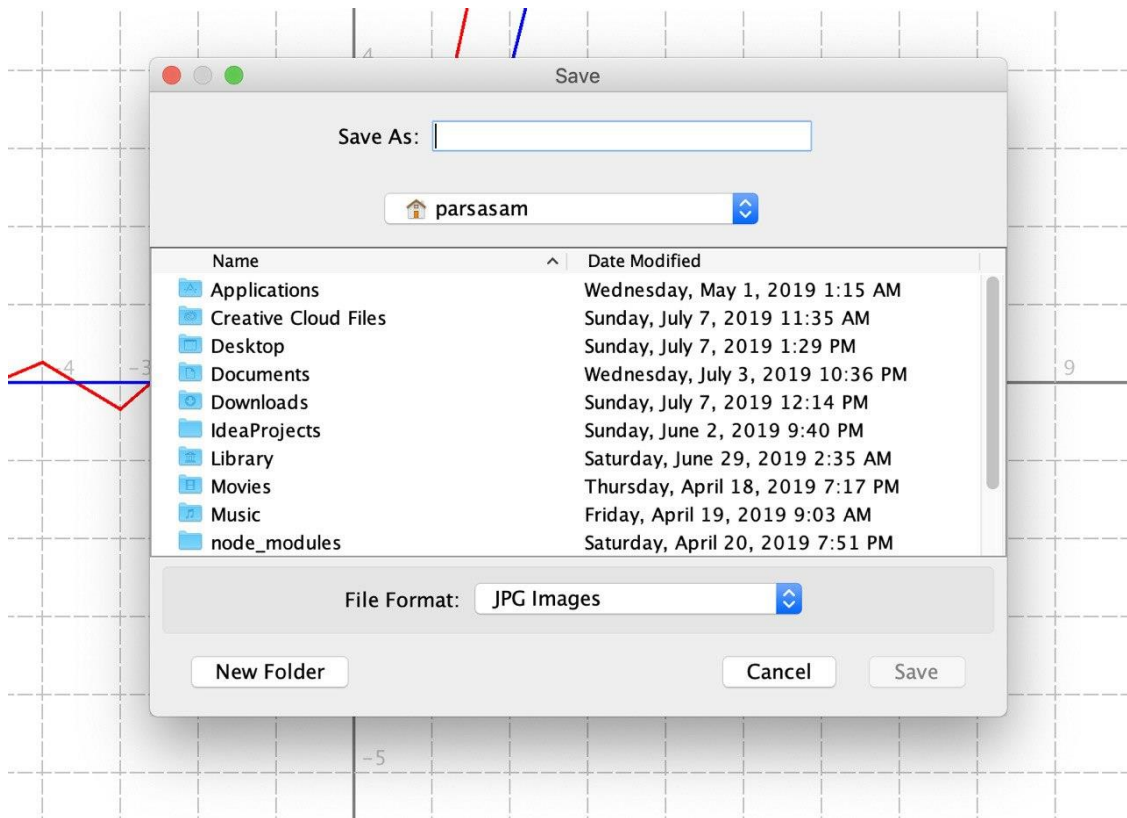 4
Save
Save As:
parsasam
Name Date Modified
Applications Wednesday, May 1, 2019 1:15 AM
Creative Cloud Files Sunday, July 7, 2019 11:35 AM
Desktop Sunday, July 7, 2019 1:29 PM
-4 -3 9
Documents Wednesday, July 3, 2019 10:36 PM
Downloads Sunday, July 7, 2019 12:14 PM
IdeaProjects Sunday, June 2, 2019 9:40 PM
Library Saturday, June 29, 2019 2:35 AM
Movies Thursday, April 18, 2019 7:17 PM
Music Friday, April 19, 2019 9:03 AM
node_modules Saturday, April 20, 2019 7:51 PM
File Format: JPG Images
New Folder Cancel Save
-5